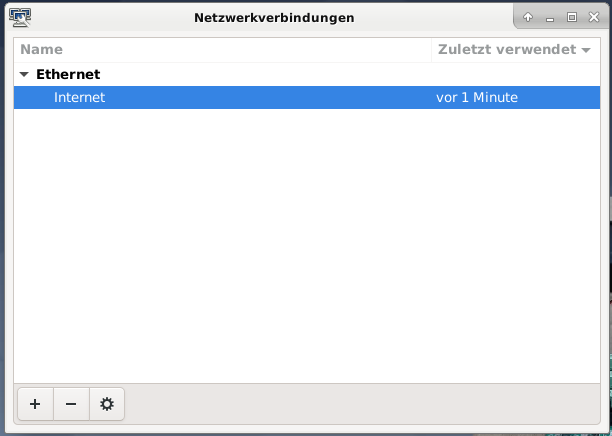 Netzwerkverbindungen
Name Zuletzt verwendet
Ethernet
Internet vor 1 Minute